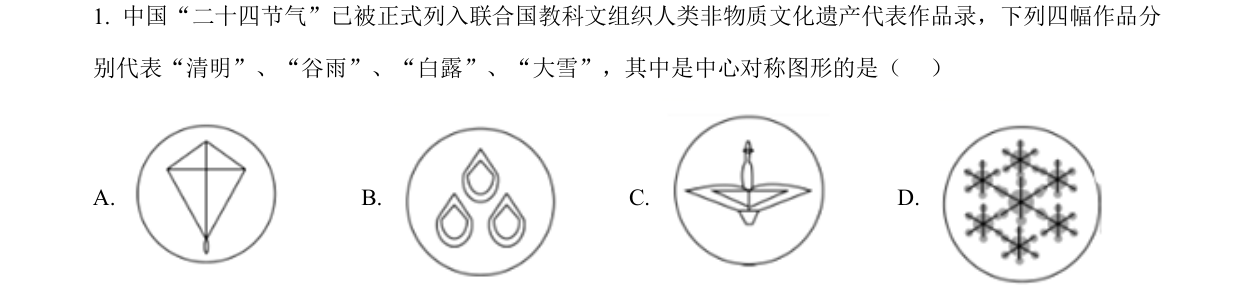 1. 中国“二十四节气”已被正式列入联合国教科文组织人类非物质文化遗产代表作品录，下列四幅作品分
别代表“清明”、“谷雨”、“白露”、“大雪”，其中是中心对称图形的是（ ）
A. B. C. D.